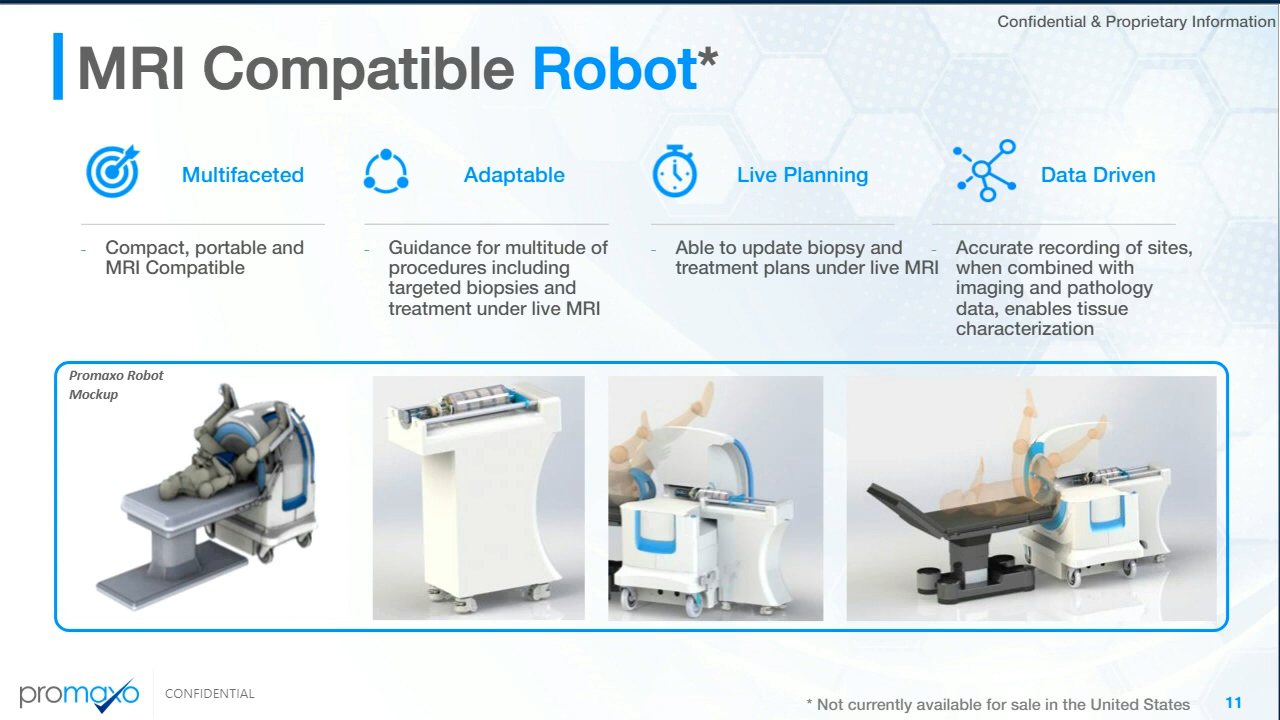 Confidential & Proprietary Information
MRI Compatible Robot*
Multifaceted
- Compact, portable and
MRI Compatible
Adaptable
- Guidance for multitude of
procedures including
targeted biopsies and
treatment under live MRI
Live Planning
- Able to update biopsy and
treatment plans under live MRI
Data Driven
- Accurate recording of sites,
when combined with
imaging and pathology
data, enables tissue
characterization
Promaxo Robot
Mockup
promaxo
CONFIDENTIAL
* Not currently available for sale in the United States
11